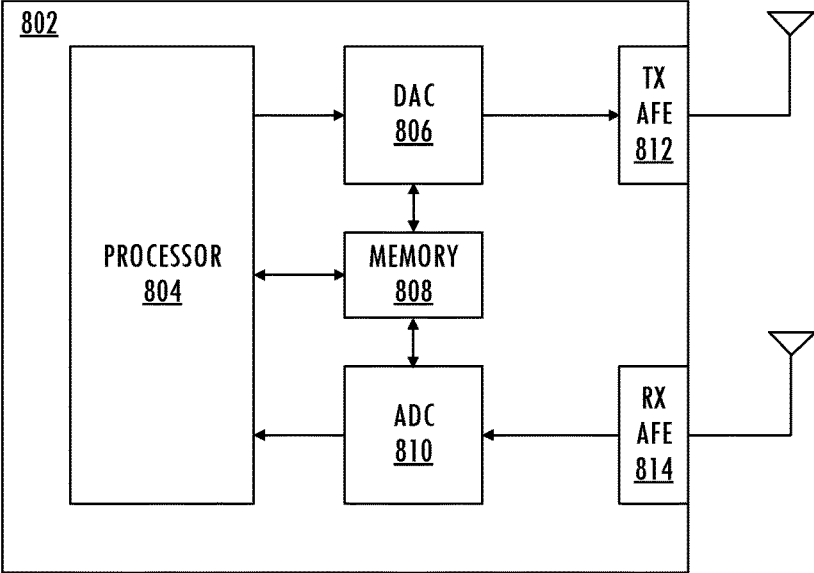 802
PROCESSOR
804
DAC
806
MEMORY
808
ADC
810
TX
AFE
812
RX
AFE
814